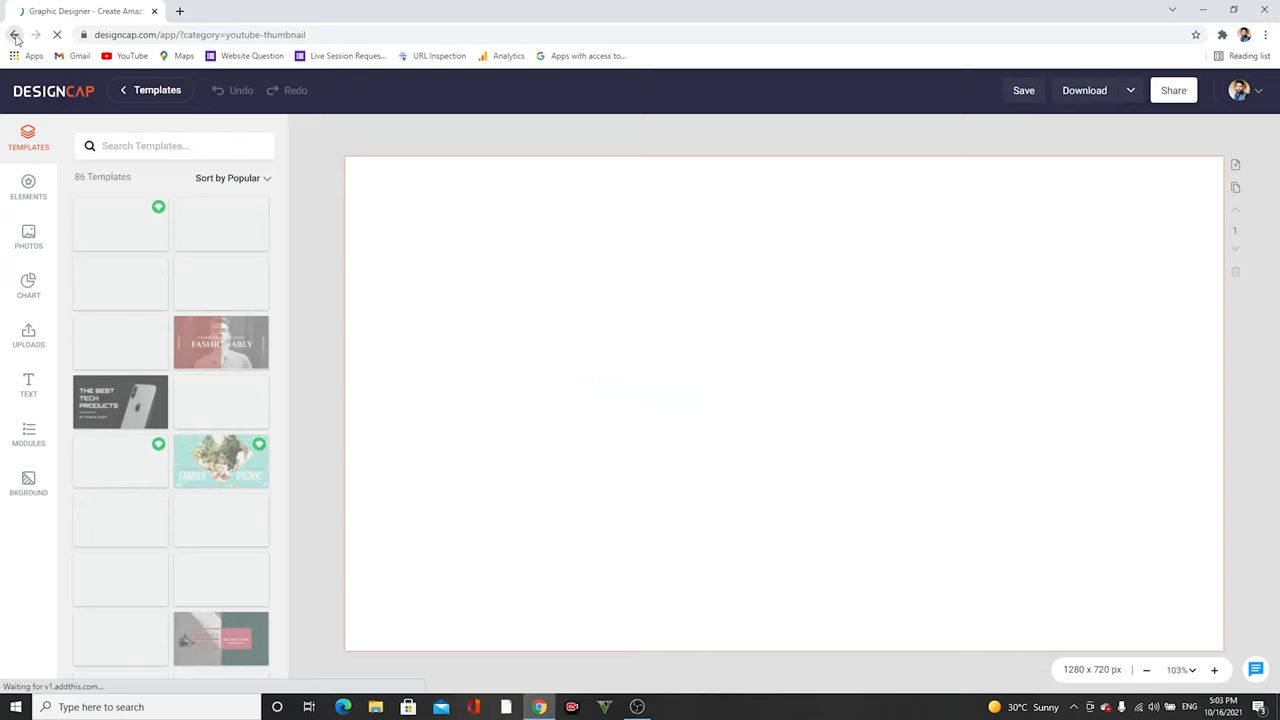 Graphic Designer - Create Amaz
designcap.com/app/?category=youtube-thumbnail
Apps
Gmail
YouTube
Maps
Website Question
Live Session Reques...
URL Inspection
Analytics
Apps with access to...
Reading list
DESIGNCAP
Templates
Undo
Redo
Save
Download
Share
TEMPLATES
Search Templates...
86 Templates
Sort by Popular
ELEMENTS
PHOTOS
CHART
UPLOADS
TEXT
MODULES
BKGROUND
FASHIONABLY
THE BEST
TECH
PRODUCTS
FAMILY PICNIC
1
1280 x 720 px
103%
Waiting for v1.addthis.com...
Type here to search
30°C Sunny
ENG
5:03 PM
10/16/2021